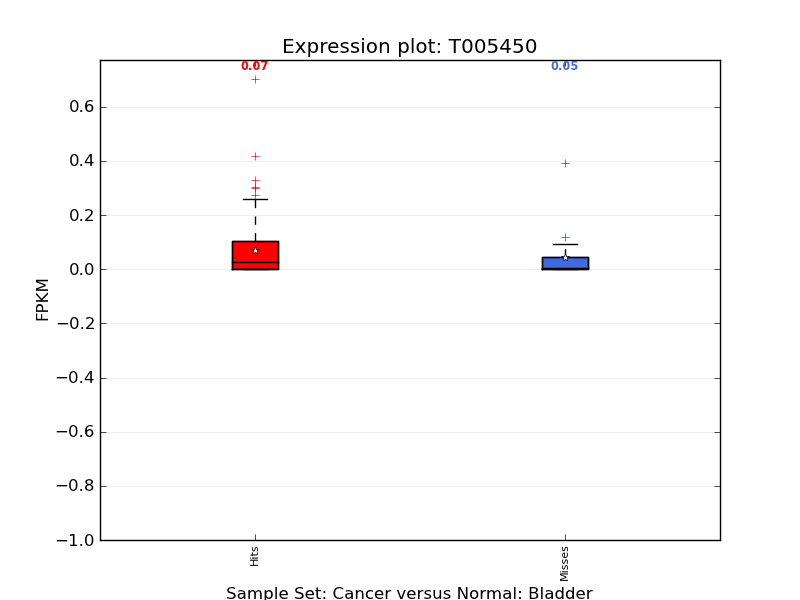 Expression plot: T005450
0.07 0.05
0.6
0.4
0.2
0.0
−0.2
−0.4
−0.6
−0.8
−1.0
FPKM
Hits Misses
Sample Set: Cancer versus Normal: Bladder